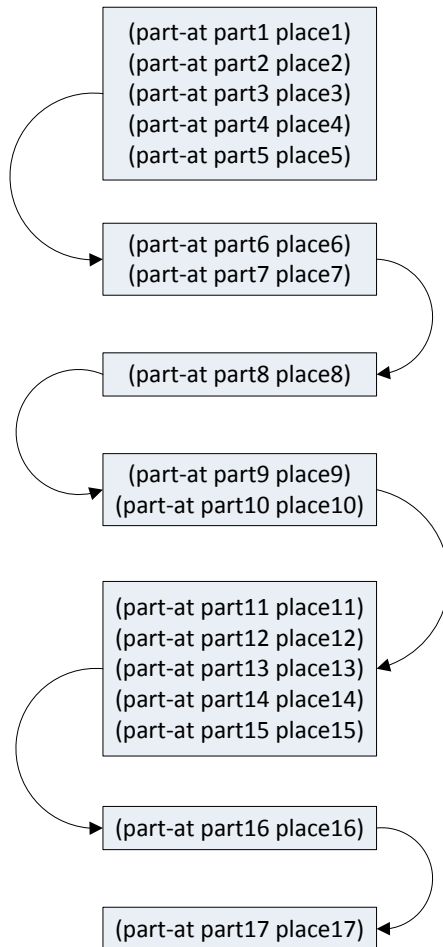 (part-at part1 place1)
(part-at part2 place2)
(part-at part3 place3)
(part-at part4 place4)
(part-at part5 place5)
(part-at part6 place6)
(part-at part7 place7)
(part-at part8 place8)
(part-at part9 place9)
(part-at part10 place10)
(part-at part11 place11)
(part-at part12 place12)
(part-at part13 place13)
(part-at part14 place14)
(part-at part15 place15)
(part-at part16 place16)
(part-at part17 place17)